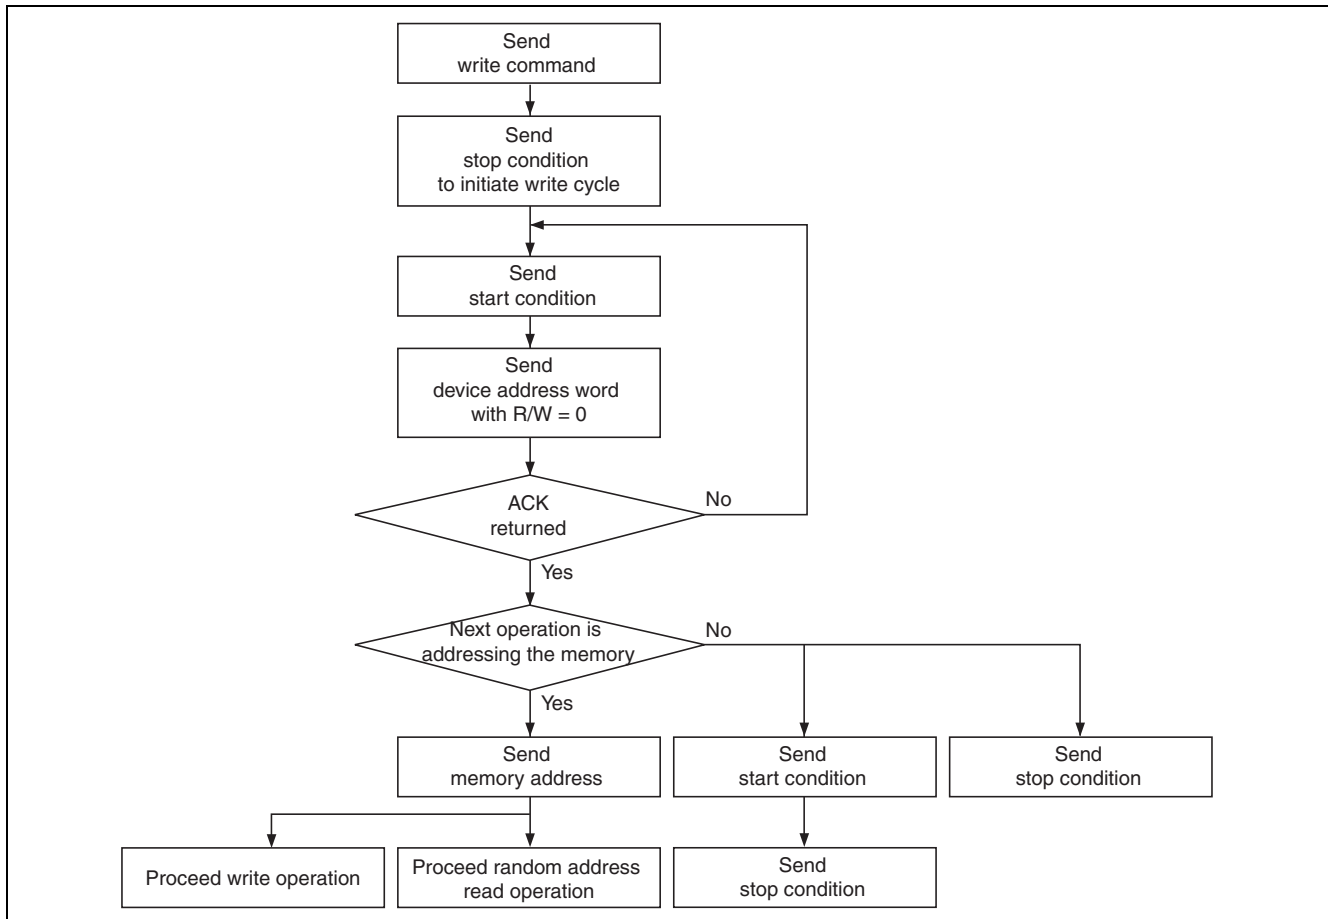 Send
write command
Send
stop condition
to initiate write cycle
Send
start condition
Send
device address word
with R/W = 0
ACK
returned
No
Yes
Next operation is
addressing the memory
No
Yes
Send
memory address
Send
start condition
Send
stop condition
Proceed write operation
Proceed random address
read operation
Send
stop condition